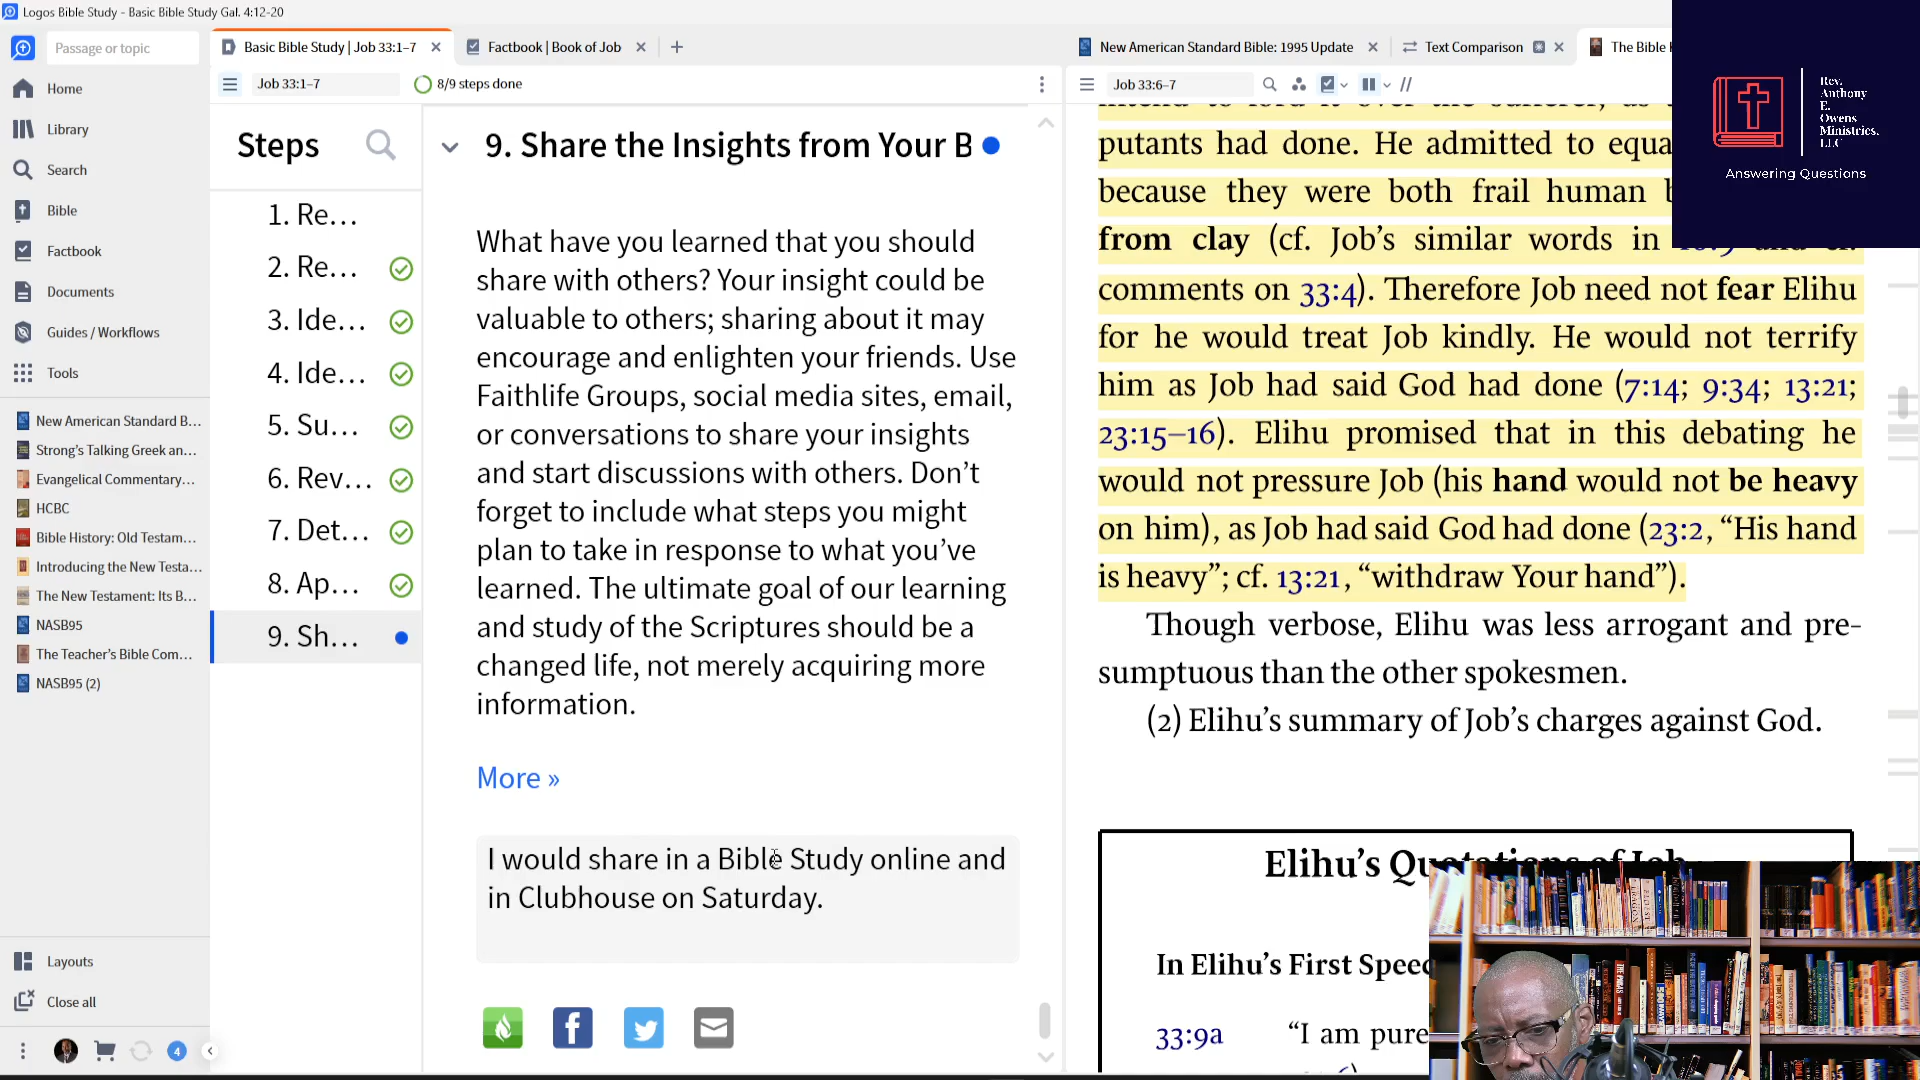 Logos Bible Study - Basic Bible Study Gal. 4:12-20
Passage or topic
Home
Library
Search
Bible
Factbook
Documents
Guides / Workflows
Tools
New American Standard B...
Strong's Talking Greek an...
Evangelical Commentary...
HCBC
Bible History: Old Testam...
Introducing the New Testa...
The New Testament: Its B...
NASB95
The Teacher's Bible Com...
NASB95 (2)
Layouts
Close all
4
Basic Bible Study | Job 33:1–7
Factbook | Book of Job
Job 33:1–7
8/9 steps done
Steps
1. Re...
2. Re...
3. Ide...
4. Ide...
5. Su...
6. Rev...
7. Det...
8. Ap...
9. Sh...
9. Share the Insights from Your B
What have you learned that you should
share with others? Your insight could be
valuable to others; sharing about it may
encourage and enlighten your friends. Use
Faithlife Groups, social media sites, email,
or conversations to share your insights
and start discussions with others. Don't
forget to include what steps you might
plan to take in response to what you've
learned. The ultimate goal of our learning
and study of the Scriptures should be a
changed life, not merely acquiring more
information.
More »
I would share in a Bible Study online and
in Clubhouse on Saturday.
New American Standard Bible: 1995 Update
Text Comparison
The Bible
Job 33:6–7
intend to lord it over the sufferer, as
putants had done. He admitted to equa
because they were both frail human b
from clay (cf. Job's similar words in
comments on 33:4). Therefore Job need not fear Elihu
for he would treat Job kindly. He would not terrify
him as Job had said God had done (7:14; 9:34; 13:21;
23:15–16). Elihu promised that in this debating he
would not pressure Job (his hand would not be heavy
on him), as Job had said God had done (23:2, “His hand
is heavy”; cf. 13:21, “withdraw Your hand”).
Though verbose, Elihu was less arrogant and pre-
sumptuous than the other spokesmen.
(2) Elihu's summary of Job's charges against God.
Elihu's Quotations of Job
In Elihu's First Speec
33:9a “I am pure
Rev.
Anthony
E.
Owens
Ministries,
LLC
Answering Questions